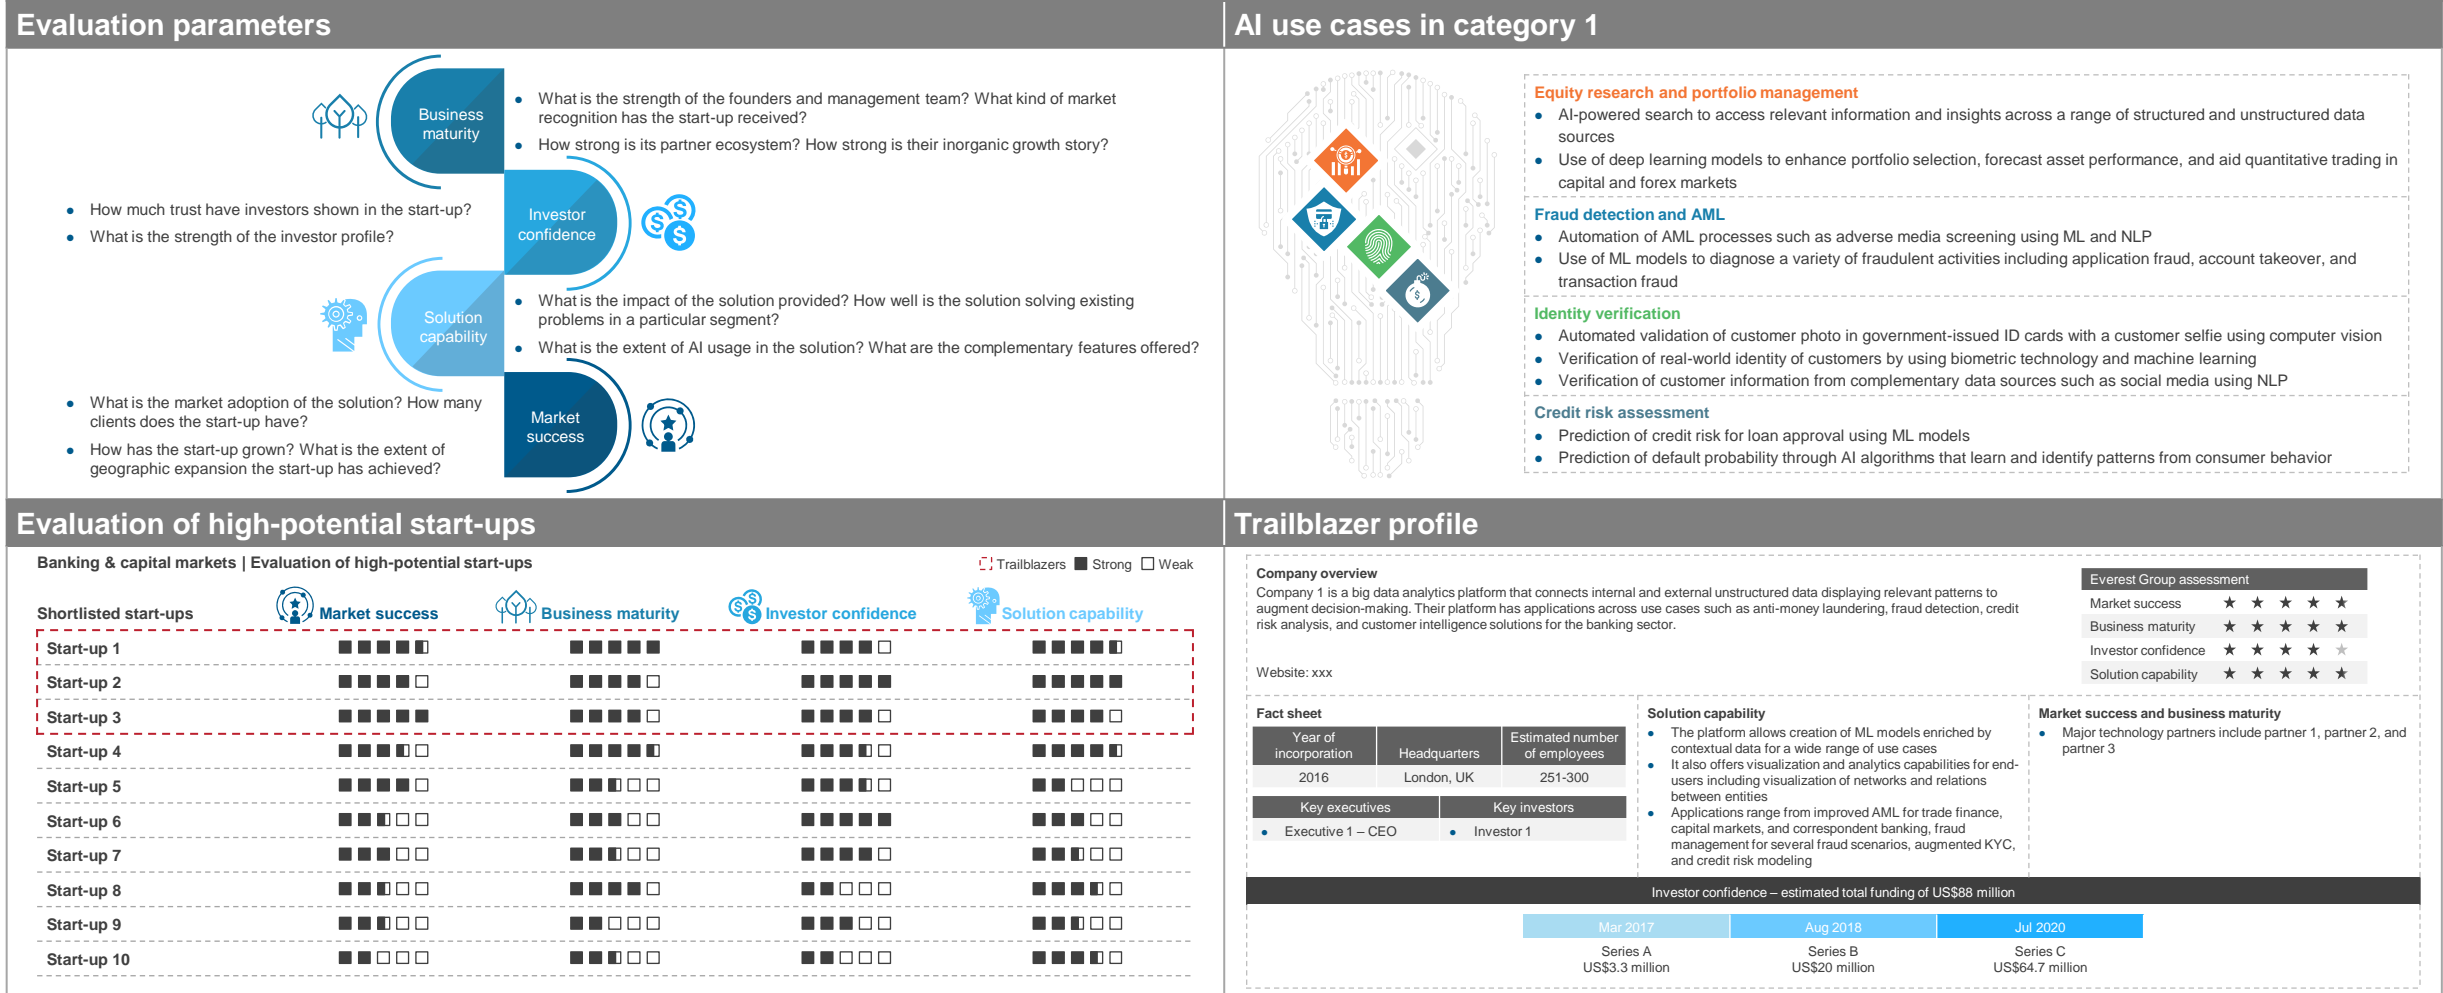 Evaluation parameters
Business
maturity
What is the strength of the founders and management team? What kind of market
recognition has the start-up received?
How strong is its partner ecosystem? How strong is their inorganic growth story?
How much trust have investors shown in the start-up?
What is the strength of the investor profile?
Investor
confidence
Solution
capability
What is the impact of the solution provided? How well is the solution solving existing
problems in a particular segment?
What is the extent of AI usage in the solution? What are the complementary features offered?
What is the market adoption of the solution? How many
clients does the start-up have?
How has the start-up grown? What is the extent of
geographic expansion the start-up has achieved?
Market
success
AI use cases in category 1
Equity research and portfolio management
AI-powered search to access relevant information and insights across a range of structured and unstructured data
sources
Use of deep learning models to enhance portfolio selection, forecast asset performance, and aid quantitative trading in
capital and forex markets
Fraud detection and AML
Automation of AML processes such as adverse media screening using ML and NLP
Use of ML models to diagnose a variety of fraudulent activities including application fraud, account takeover, and
transaction fraud
Identity verification
Automated validation of customer photo in government-issued ID cards with a customer selfie using computer vision
Verification of real-world identity of customers by using biometric technology and machine learning
Verification of customer information from complementary data sources such as social media using NLP
Credit risk assessment
Prediction of credit risk for loan approval using ML models
Prediction of default probability through AI algorithms that learn and identify patterns from consumer behavior
Evaluation of high-potential start-ups
Banking & capital markets | Evaluation of high-potential start-ups
Trailblazers Strong Weak
Shortlisted start-ups Market success Business maturity Investor confidence Solution capability
Start-up 1
Start-up 2
Start-up 3
Start-up 4
Start-up 5
Start-up 6
Start-up 7
Start-up 8
Start-up 9
Start-up 10
Trailblazer profile
Company overview
Company 1 is a big data analytics platform that connects internal and external unstructured data displaying relevant patterns to
augment decision-making. Their platform has applications across use cases such as anti-money laundering, fraud detection, credit
risk analysis, and customer intelligence solutions for the banking sector.
Website: xxx
Everest Group assessment
Market success
Business maturity
Investor confidence
Solution capability
Fact sheet
Year of
incorporation
Headquarters
Estimated number
of employees
2016 London, UK 251-300
Key executives Key investors
Executive 1 – CEO Investor 1
Solution capability
The platform allows creation of ML models enriched by
contextual data for a wide range of use cases
It also offers visualization and analytics capabilities for end-
users including visualization of networks and relations
between entities
Applications range from improved AML for trade finance,
capital markets, and correspondent banking, fraud
management for several fraud scenarios, augmented KYC,
and credit risk modeling
Market success and business maturity
Major technology partners include partner 1, partner 2, and
partner 3
Investor confidence – estimated total funding of US$88 million
Mar 2017 Aug 2018 Jul 2020
Series A Series B Series C
US$3.3 million US$20 million US$64.7 million